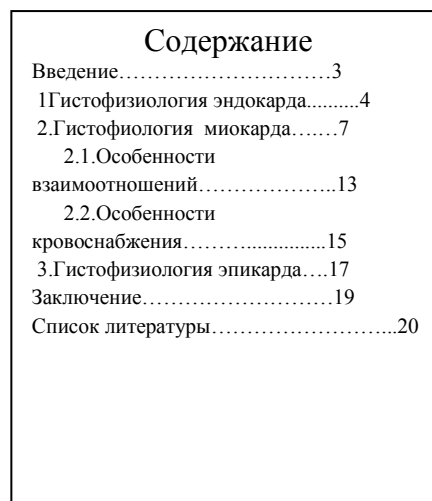 Содержание
Введение……………………………3
1Гистофизиология эндокарда..........4
2.Гистофиология  миокарда…….7
2.1.Особенности
взаимоотношений…………………..13
2.2.Особенности
кровоснабжения………................15
3.Гистофизиология эпикарда….17
Заключение………………………19
Список литературы……………………...20